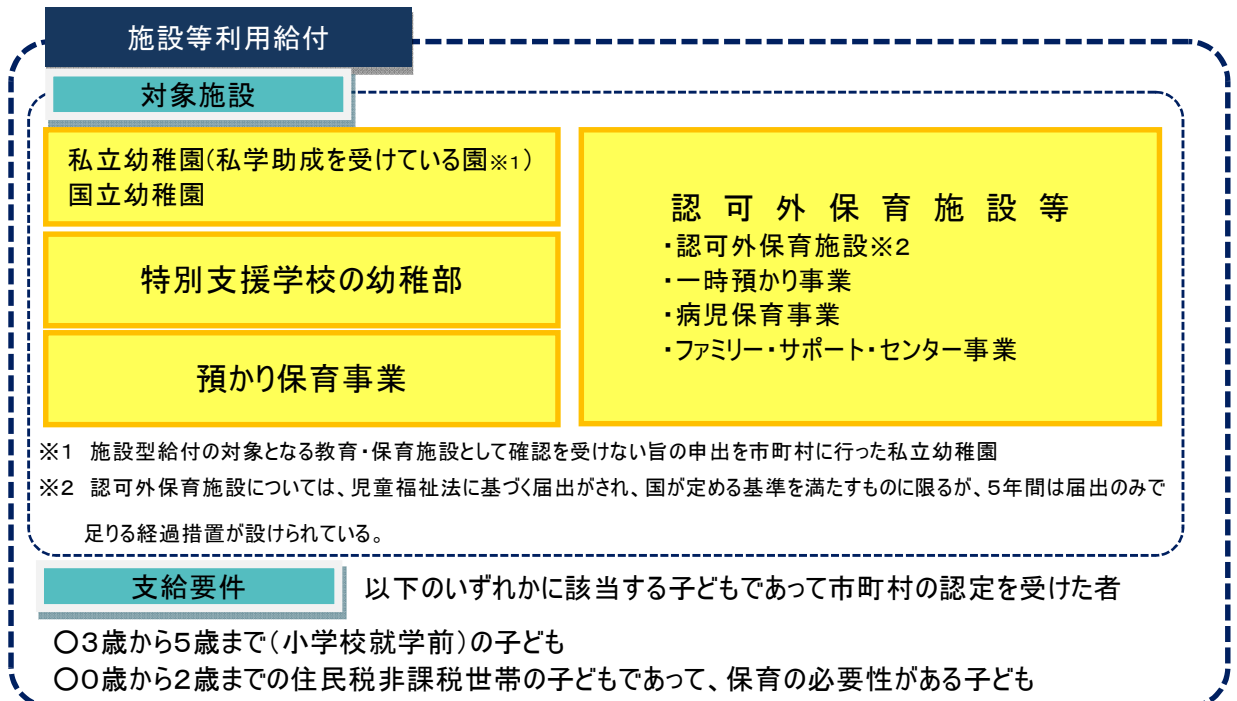 施設等利用給付
対象施設
私立幼稚園(私学助成を受けている園※1)
国立幼稚園
特別支援学校の幼稚部
預かり保育事業
認可外保育施設等
・認可外保育施設※2
・一時預かり事業
・病児保育事業
・ファミリー・サポート・センター事業
※1 施設型給付の対象となる教育・保育施設として確認を受けない旨の申出を市町村に行った私立幼稚園
※2 認可外保育施設については、児童福祉法に基づく届出がされ、国が定める基準を満たすものに限るが、5年間は届出のみで
足りる経過措置が設けられている。
支給要件
以下のいずれかに該当する子どもであって市町村の認定を受けた者
○3歳から5歳まで(小学校就学前)の子ども
○0歳から2歳までの住民税非課税世帯の子どもであって、保育の必要性がある子ども